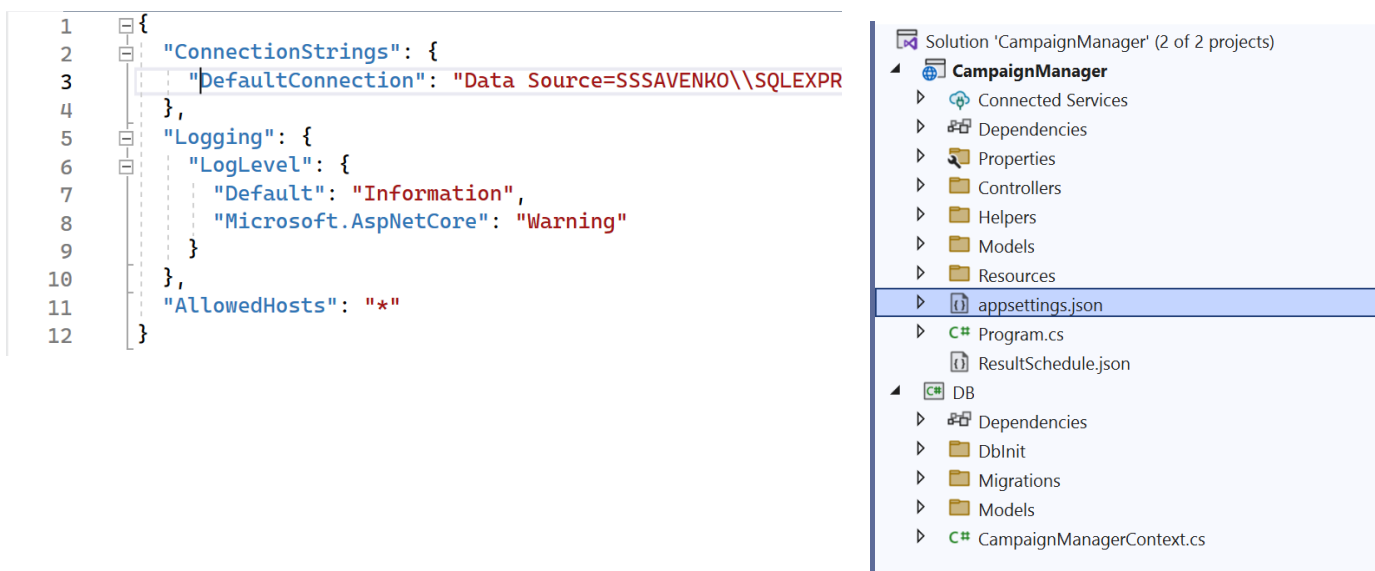 1 {
2 "ConnectionStrings": {
3 "DefaultConnection": "Data Source=SSSAVENKO\\SQLEXPR
4 },
5 "Logging": {
6 "LogLevel": {
7 "Default": "Information",
8 "Microsoft.AspNetCore": "Warning"
9 }
10 },
11 "AllowedHosts": "*"
12 }
Solution 'CampaignManager' (2 of 2 projects)
CampaignManager
Connected Services
Dependencies
Properties
Controllers
Helpers
Models
Resources
appsettings.json
C# Program.cs
ResultSchedule.json
C# DB
Dependencies
DbInit
Migrations
Models
C# CampaignManagerContext.cs